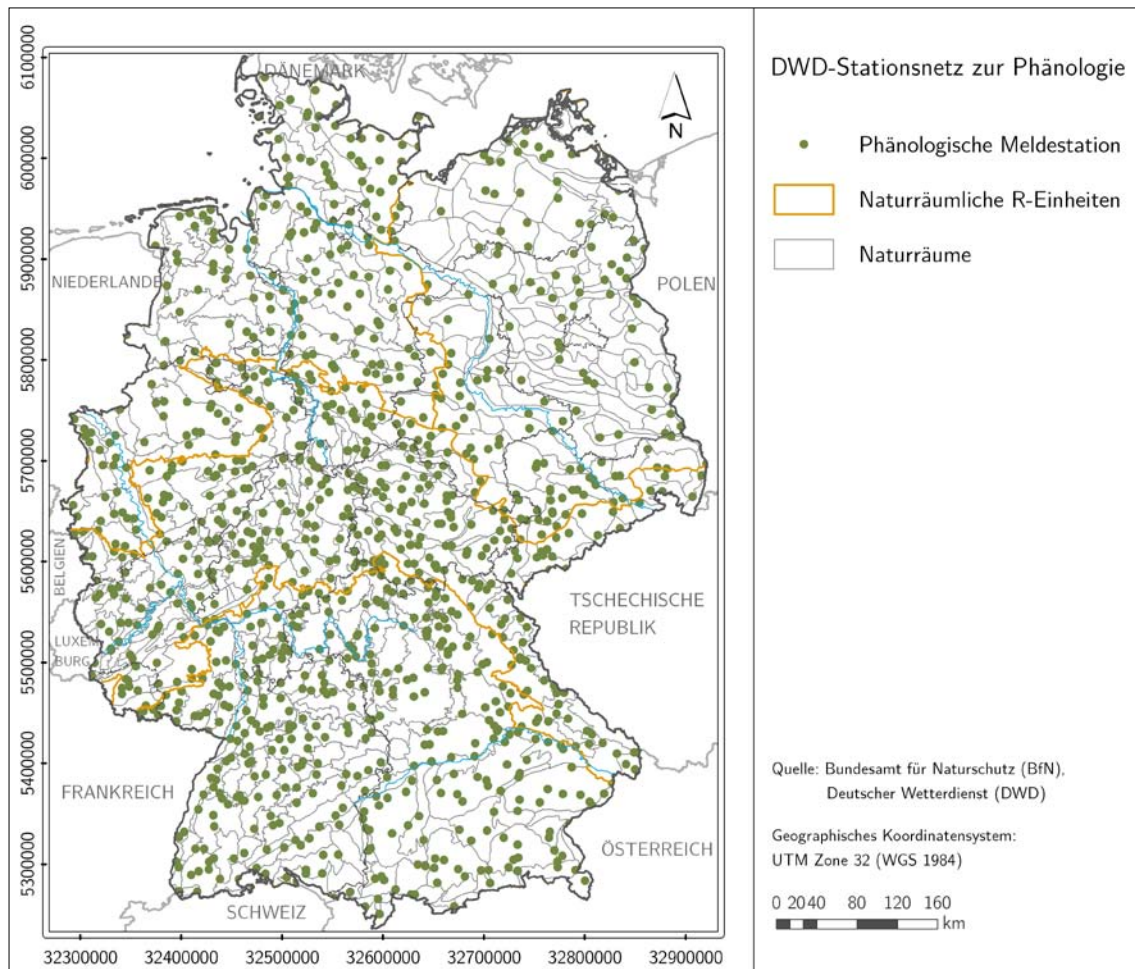 DWD-Stationsnetz zur Phänologie
Phänologische Meldestation
Naturräumliche R-Einheiten
Naturräume
Quelle: Bundesamt für Naturschutz (BfN),
Deutscher Wetterdienst (DWD)
Geographisches Koordinatensystem:
UTM Zone 32 (WGS 1984)
0 20 40 80 120 160
km
N
DÄNEMARK
NIEDERLANDE
POLEN
BELGIEN
LUXEM
BURG
TSCHECHISCHE
REPUBLIK
FRANKREICH
ÖSTERREICH
SCHWEIZ
6100000
6000000
5900000
5800000
5700000
5600000
5500000
5400000
5300000
32300000 32400000 32500000 32600000 32700000 32800000 32900000